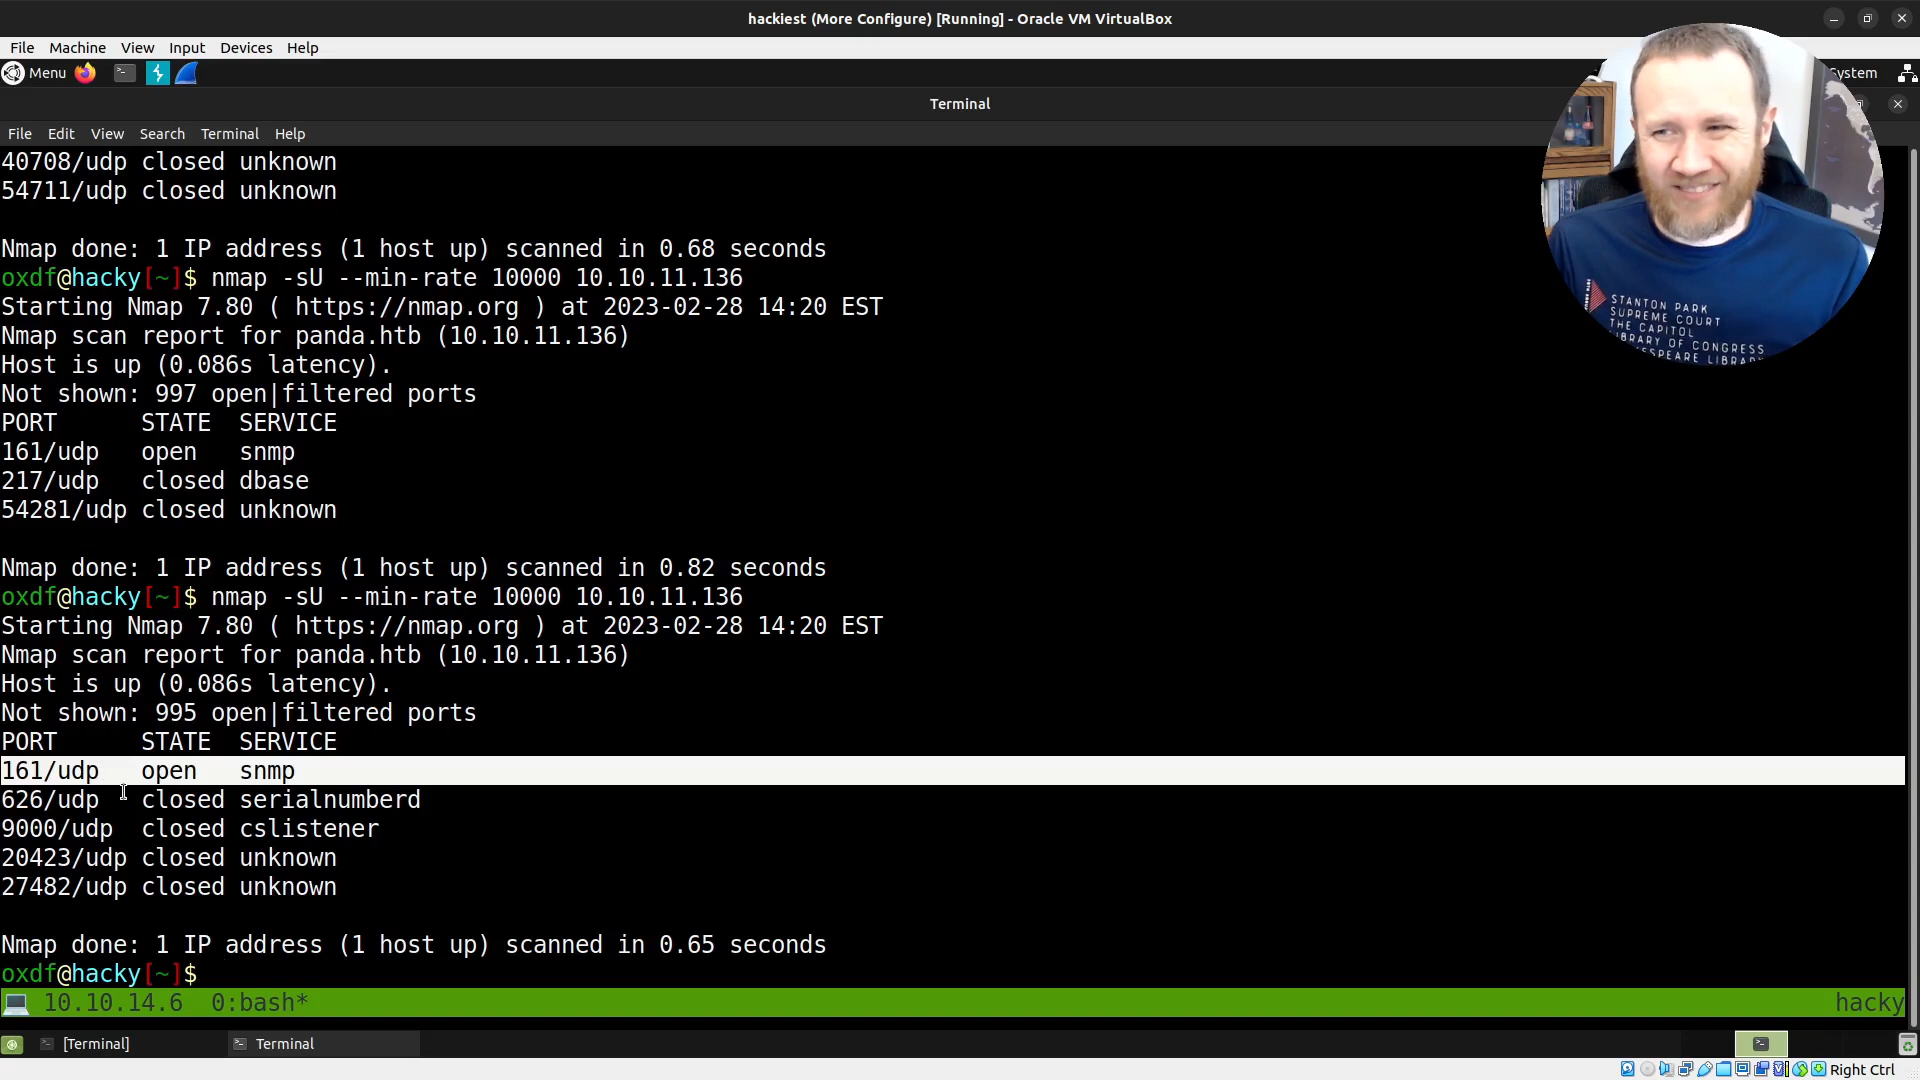 hackiest (More Configure) [Running] - Oracle VM VirtualBox
File Machine View Input Devices Help
Menu
System
Terminal
File Edit View Search Terminal Help
40708/udp closed unknown
54711/udp closed unknown
Nmap done: 1 IP address (1 host up) scanned in 0.68 seconds
oxdf@hacky[~]$ nmap -sU --min-rate 10000 10.10.11.136
Starting Nmap 7.80 ( https://nmap.org ) at 2023-02-28 14:20 EST
Nmap scan report for panda.htb (10.10.11.136)
Host is up (0.086s latency).
Not shown: 997 open|filtered ports
PORT STATE SERVICE
161/udp open snmp
217/udp closed dbase
54281/udp closed unknown
Nmap done: 1 IP address (1 host up) scanned in 0.82 seconds
oxdf@hacky[~]$ nmap -sU --min-rate 10000 10.10.11.136
Starting Nmap 7.80 ( https://nmap.org ) at 2023-02-28 14:20 EST
Nmap scan report for panda.htb (10.10.11.136)
Host is up (0.086s latency).
Not shown: 995 open|filtered ports
PORT STATE SERVICE
161/udp open snmp
626/udp closed serialnumberd
9000/udp closed cslistener
20423/udp closed unknown
27482/udp closed unknown
Nmap done: 1 IP address (1 host up) scanned in 0.65 seconds
oxdf@hacky[~]$
10.10.14.6 0:bash* hacky
[Terminal] Terminal
Right Ctrl
STANTON PARK
SUPREME COURT
THE CAPITOL
LIBRARY OF CONGRESS
LIBRARY